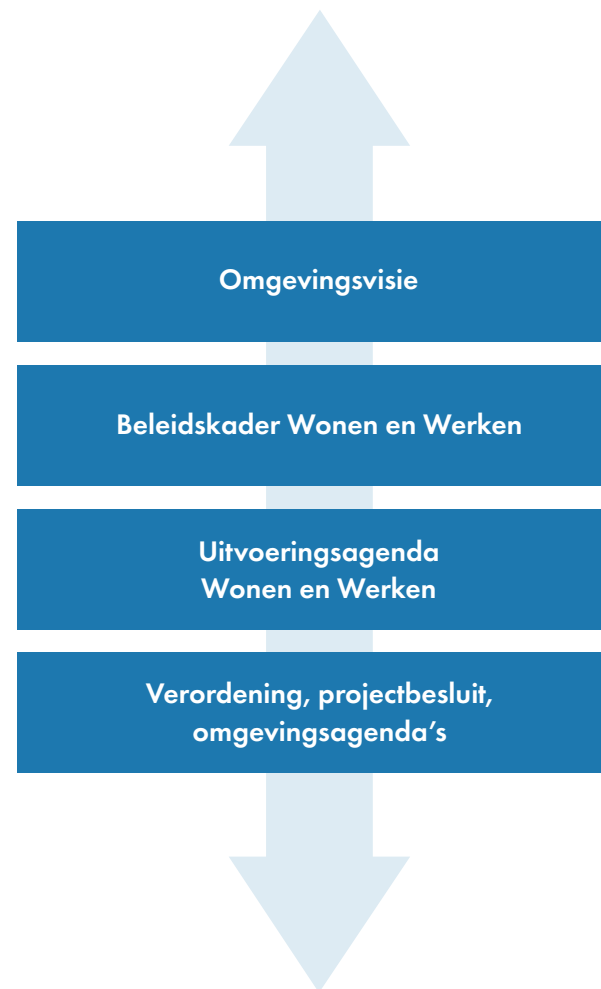 Omgevingsvisie
Beleidskader Wonen en Werken
Uitvoeringsagenda
Wonen en Werken
Verordening, projectbesluit,
omgevingsagenda’s